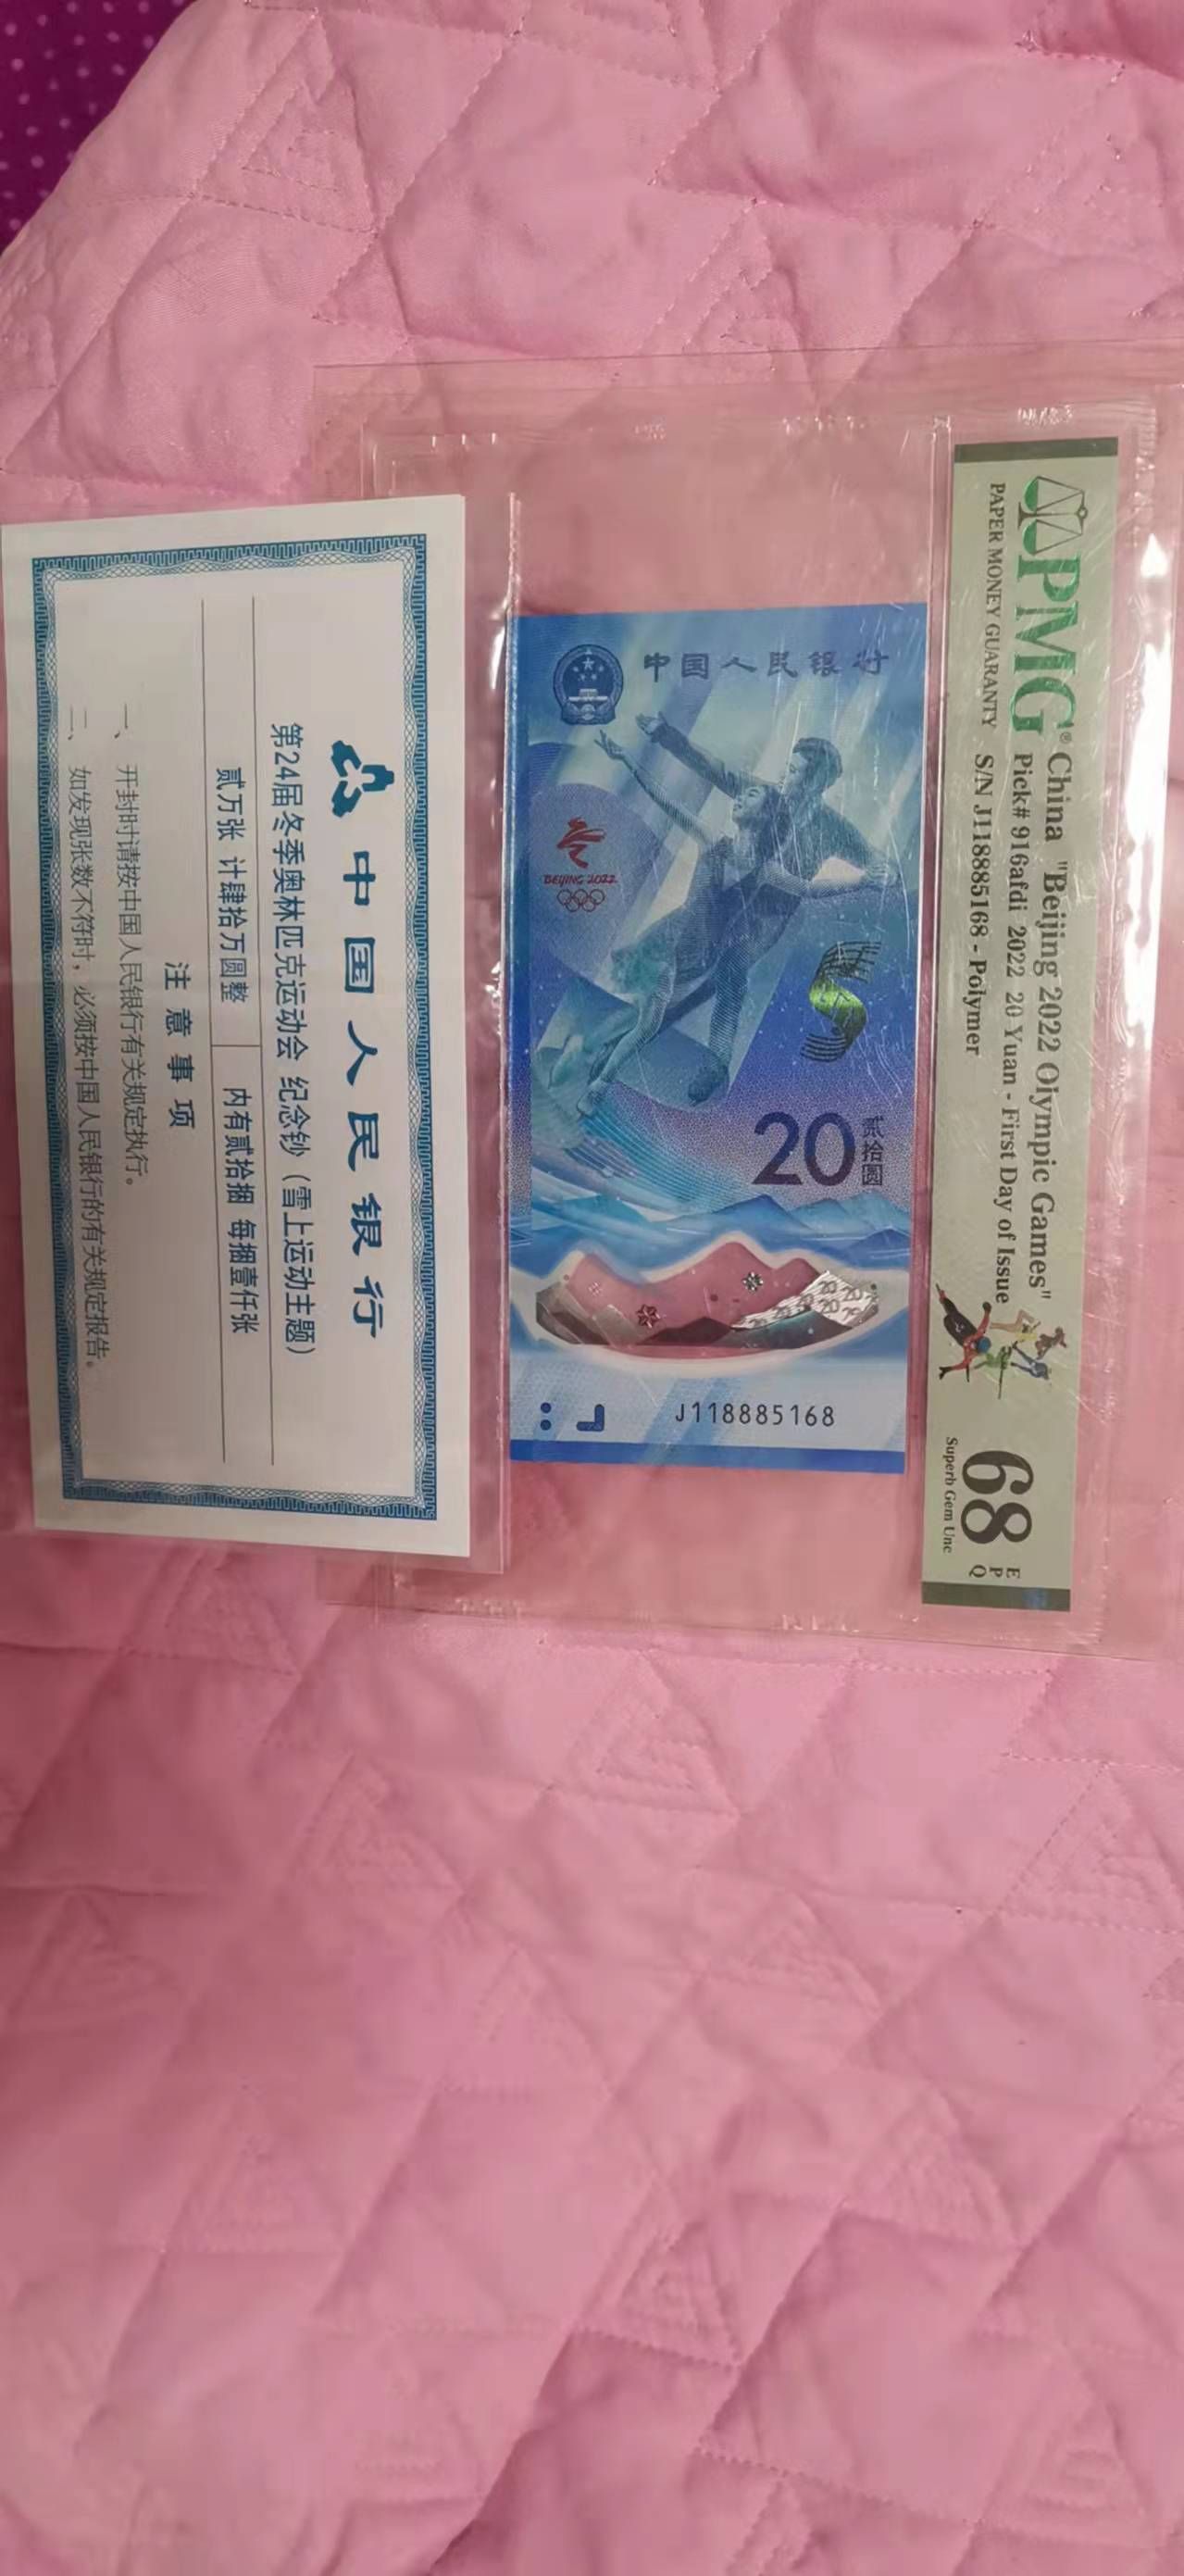 PMG®
PAPER MONEY GUARANTY
China "Beijing 2022 Olympic Games"
Pick# 916afdi 2022 20 Yuan - First Day of Issue
S/N J118885168 - Polymer
68
EPQ
Superb Gem Unc
中国人民银行
BEIJING 2022
20
贰拾圆
20 20
20 20 20
J118885168
中国人民银行
第24届冬季奥林匹克运动会 纪念钞（雪上运动主题）
贰万张 计肆拾万圆整
内有贰拾捆 每捆壹仟张
注意事项
一、 开封时请按中国人民银行有关规定执行。
二、 如发现张数不符时，必须按中国人民银行的有关规定报告。